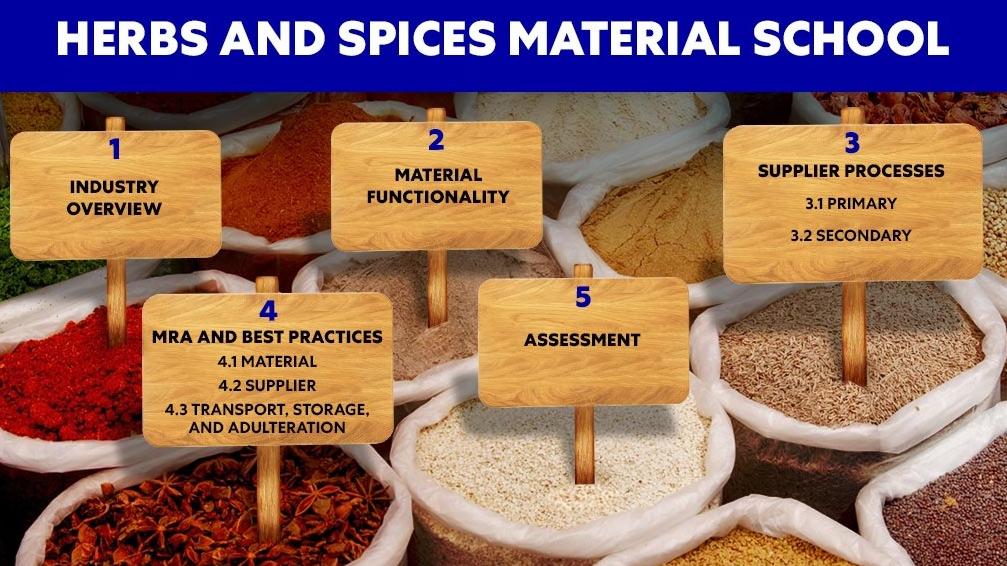 HERBS AND SPICES MATERIAL SCHOOL
1
INDUSTRY
OVERVIEW
2
MATERIAL
FUNCTIONALITY
3
SUPPLIER PROCESSES
3.1 PRIMARY
3.2 SECONDARY
4
MRA AND BEST PRACTICES
4.1 MATERIAL
4.2 SUPPLIER
4.3 TRANSPORT, STORAGE,
AND ADULTERATION
5
ASSESSMENT